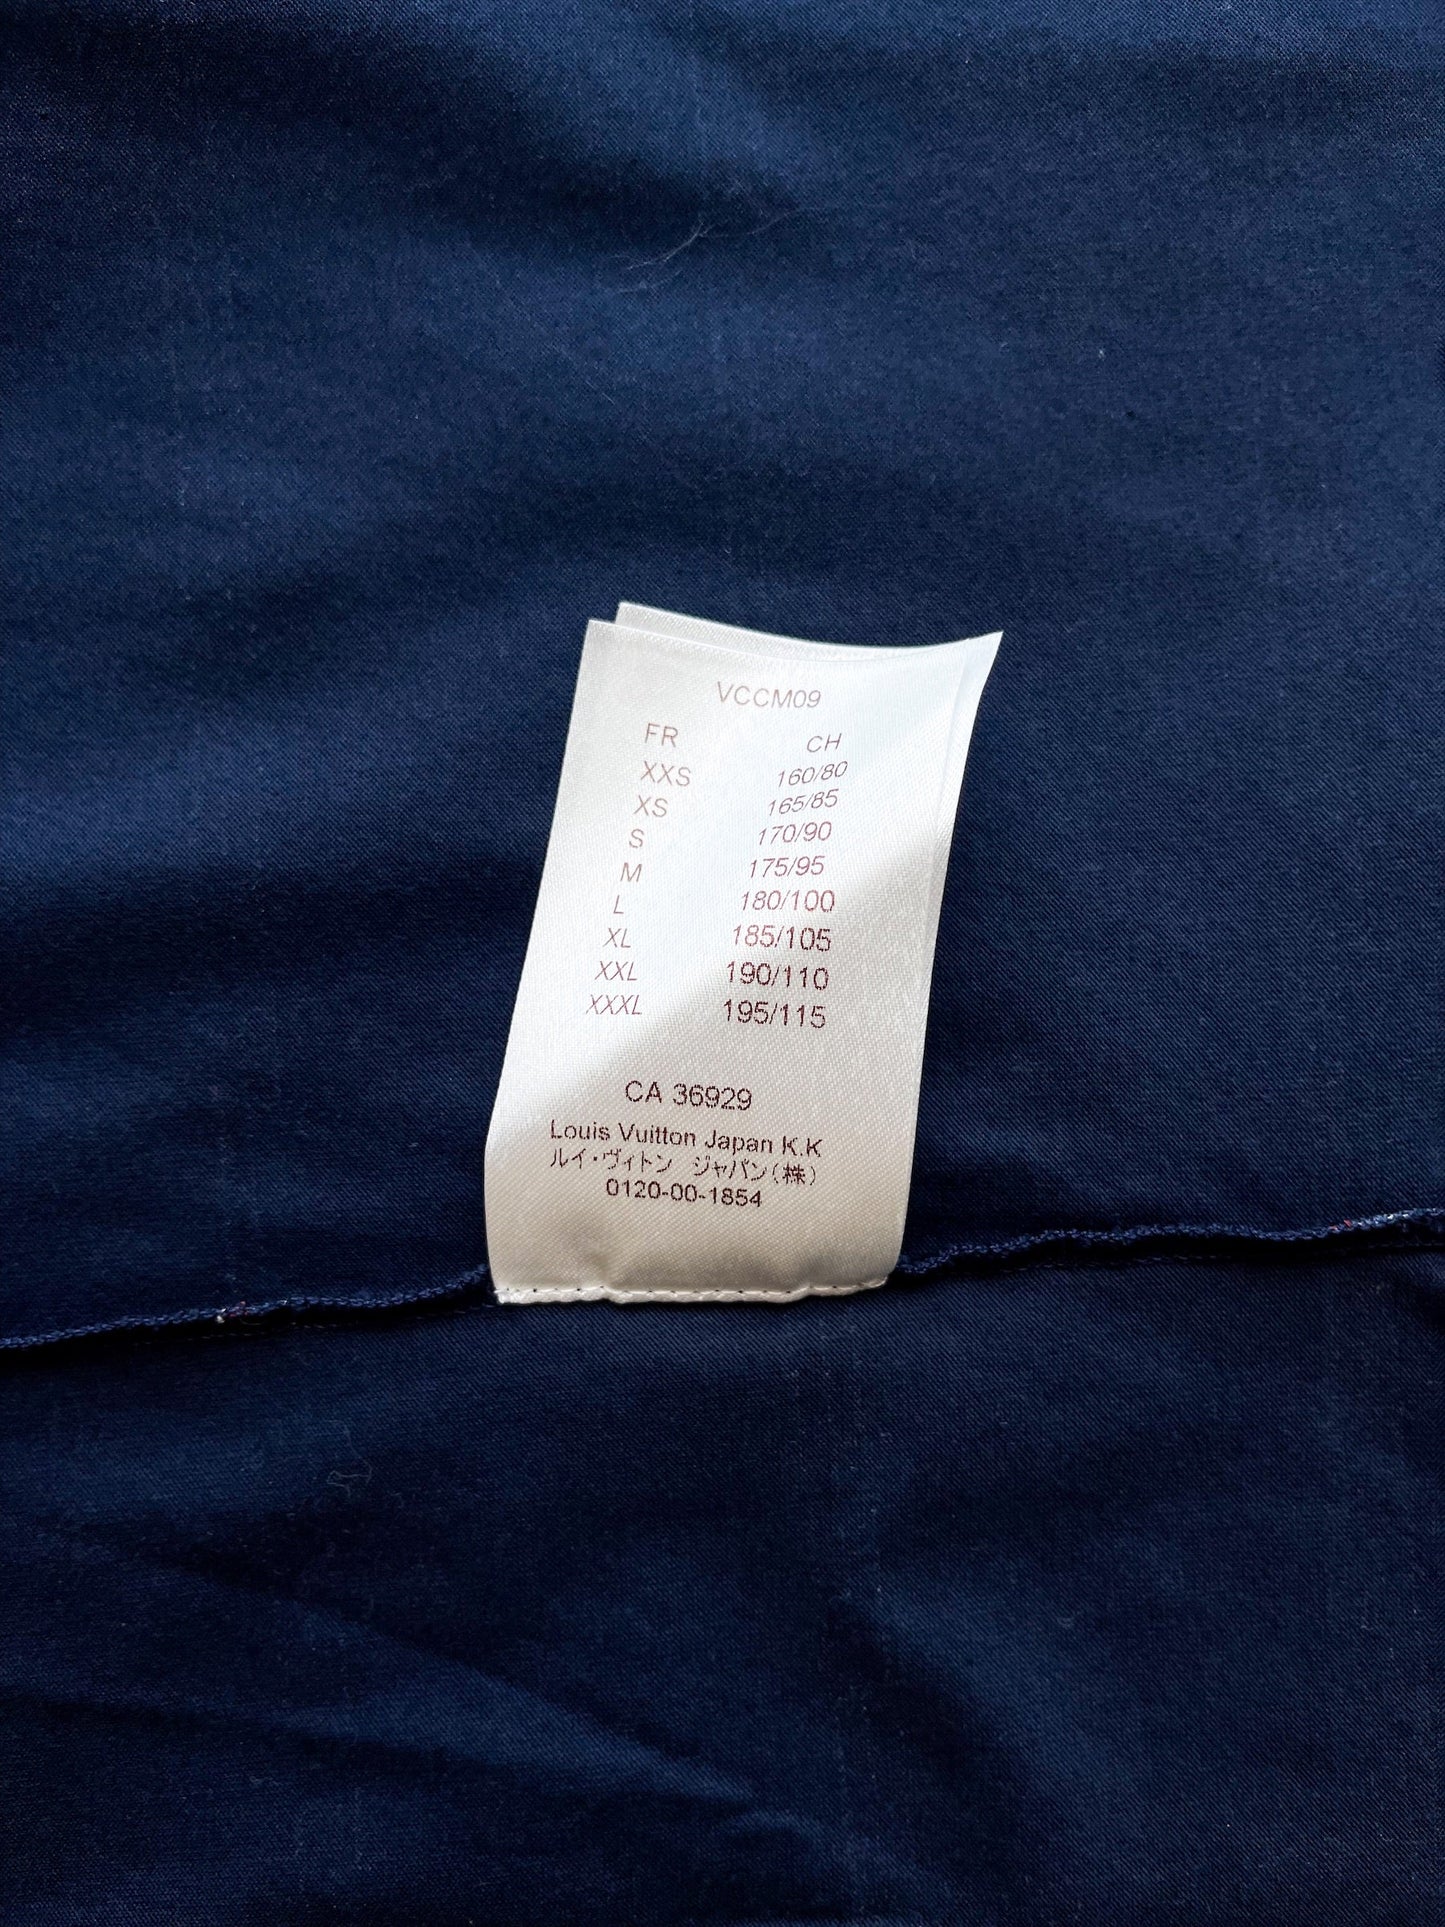 VCCM09
FR CH
XXS 160/80
XS 165/85
S 170/90
M 175/95
L 180/100
XL 185/105
XXL 190/110
XXXL 195/115
CA 36929
Louis Vuitton Japan K.K
ルイ・ヴィトン ジャパン(株)
0120-00-1854